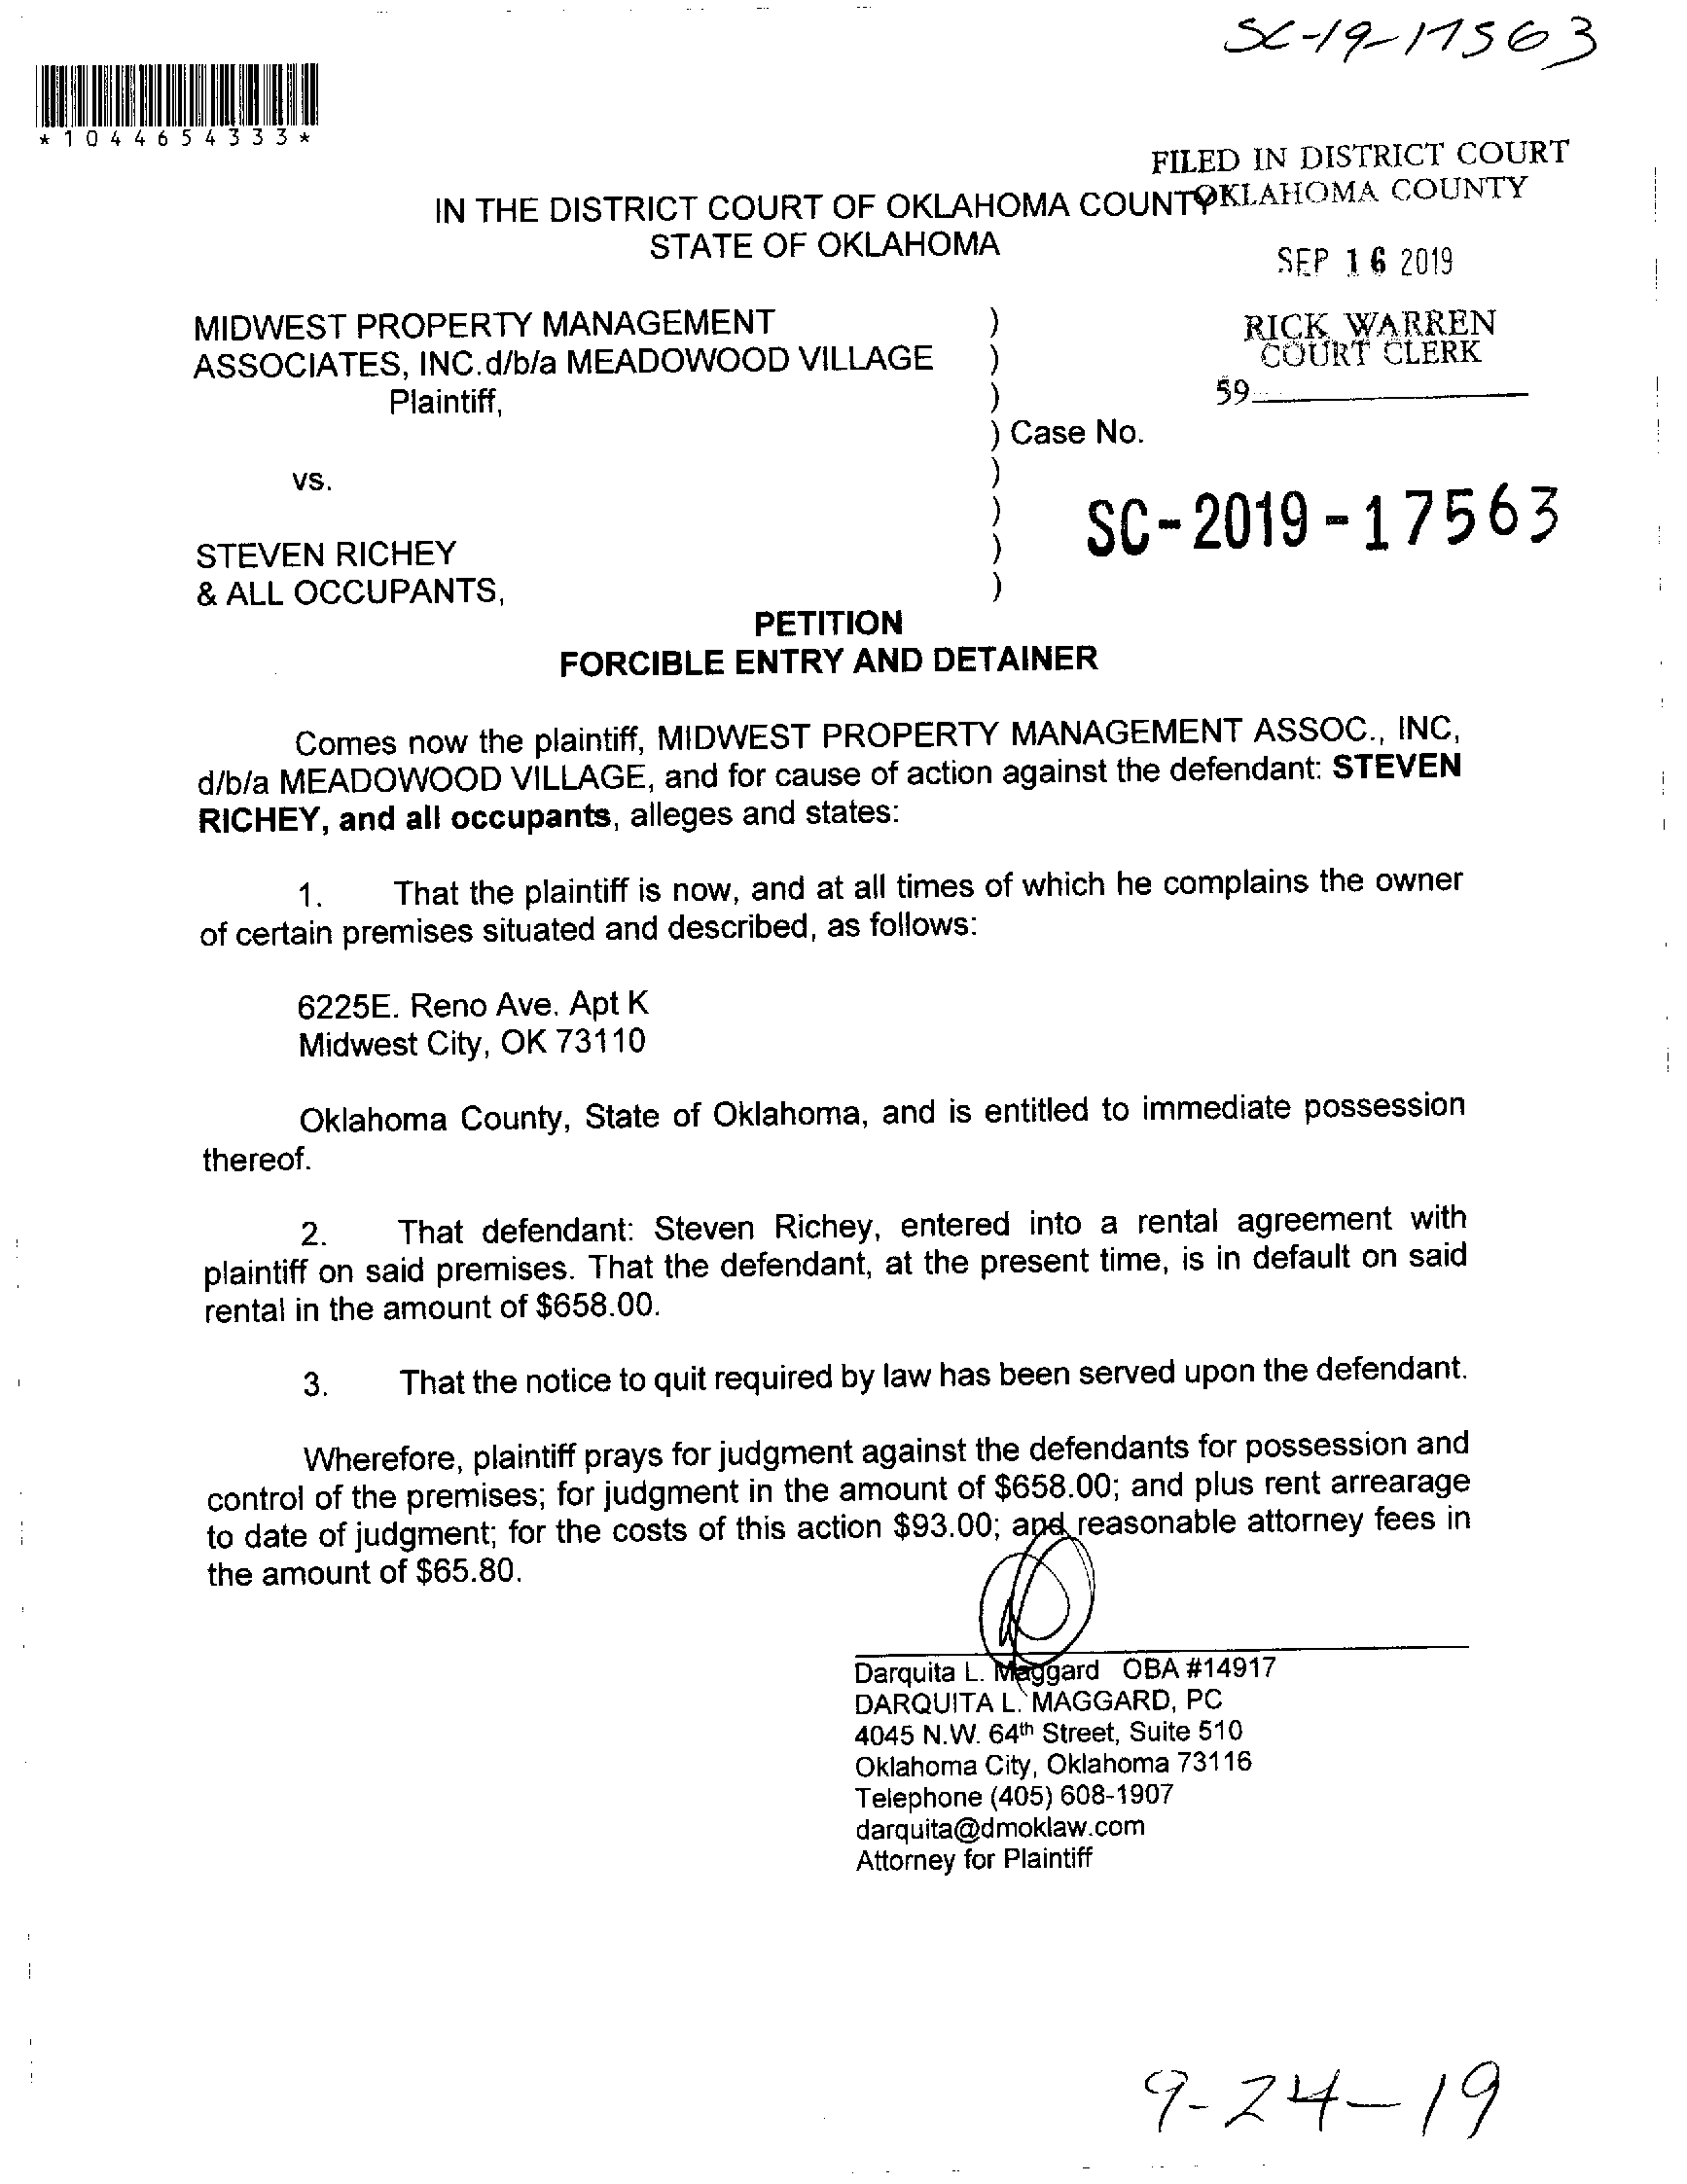 SC-19-17563
*1044654333*
FILED IN DISTRICT COURT
OKLAHOMA COUNTY
IN THE DISTRICT COURT OF OKLAHOMA COUNTY
STATE OF OKLAHOMA
SEP 16 2019
RICK WARREN
COURT CLERK
59
MIDWEST PROPERTY MANAGEMENT )
ASSOCIATES, INC.d/b/a MEADOWOOD VILLAGE )
Plaintiff, )
) Case No.
vs. )
) SC-2019-17563
STEVEN RICHEY )
& ALL OCCUPANTS, )
PETITION
FORCIBLE ENTRY AND DETAINER
Comes now the plaintiff, MIDWEST PROPERTY MANAGEMENT ASSOC., INC,
d/b/a MEADOWOOD VILLAGE, and for cause of action against the defendant: STEVEN
RICHEY, and all occupants, alleges and states:
1. That the plaintiff is now, and at all times of which he complains the owner
of certain premises situated and described, as follows:
6225E. Reno Ave. Apt K
Midwest City, OK 73110
Oklahoma County, State of Oklahoma, and is entitled to immediate possession
thereof.
2. That defendant: Steven Richey, entered into a rental agreement with
plaintiff on said premises. That the defendant, at the present time, is in default on said
rental in the amount of $658.00.
3. That the notice to quit required by law has been served upon the defendant.
Wherefore, plaintiff prays for judgment against the defendants for possession and
control of the premises; for judgment in the amount of $658.00; and plus rent arrearage
to date of judgment; for the costs of this action $93.00; and reasonable attorney fees in
the amount of $65.80.
Darquita L. Maggard OBA #14917
DARQUITA L. MAGGARD, PC
4045 N.W. 64th Street, Suite 510
Oklahoma City, Oklahoma 73116
Telephone (405) 608-1907
darquita@dmoklaw.com
Attorney for Plaintiff
9-24-19